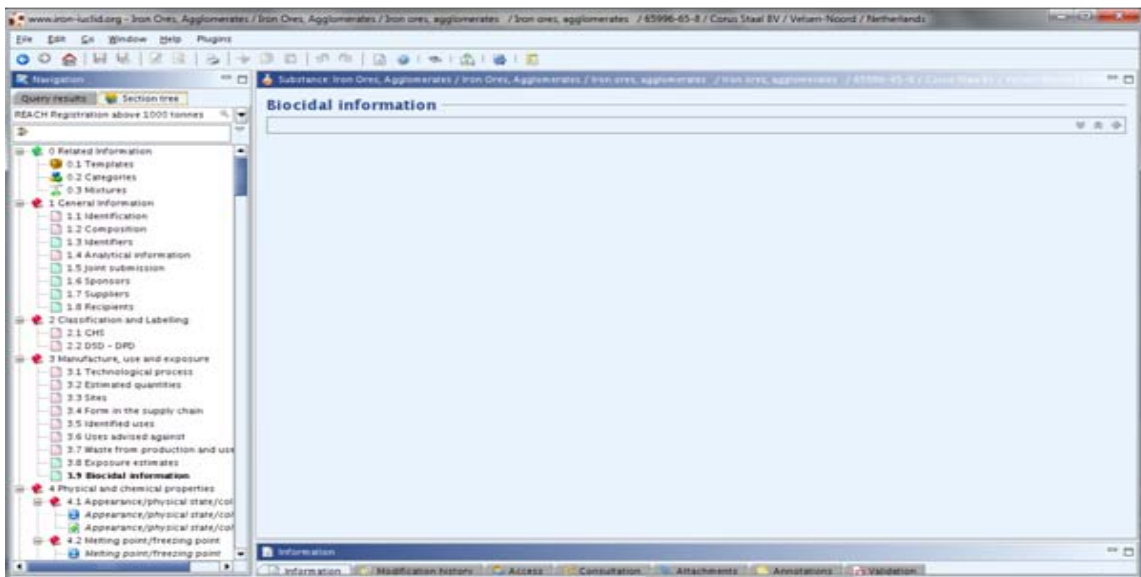 www.iron-iuclid.org - Iron Ores, Agglomerates / Iron Ores, Agglomerates / Iron ores, agglomerates / Iron ores, agglomerates / 65996-65-8 / Corus Staal BV / Velsen-Noord / Netherlands
File Edit Go Window Help Plugins
Navigation
Substance: Iron Ores, Agglomerates / Iron Ores, Agglomerates / Iron ores, agglomerates / Iron ores, agglomerates / 65996-65-8 / Corus Staal BV
Query results Section tree
Biocidal information
REACH Registration above 1000 tonnes
0 Related Information
0.1 Templates
0.2 Categories
0.3 Mixtures
1 General Information
1.1 Identification
1.2 Composition
1.3 Identifiers
1.4 Analytical information
1.5 Joint submission
1.6 Sponsors
1.7 Suppliers
1.8 Recipients
2 Classification and Labelling
2.1 GHS
2.2 DSD - DPD
3 Manufacture, use and exposure
3.1 Technological process
3.2 Estimated quantities
3.3 Sites
3.4 Form in the supply chain
3.5 Identified uses
3.6 Uses advised against
3.7 Waste from production and use
3.8 Exposure estimates
3.9 Biocidal information
4 Physical and chemical properties
4.1 Appearance/physical state/col
Appearance/physical state/col
Appearance/physical state/col
4.2 Melting point/freezing point
Melting point/freezing point
Information
Information Modification history Access Consultation Attachments Annotations Validation